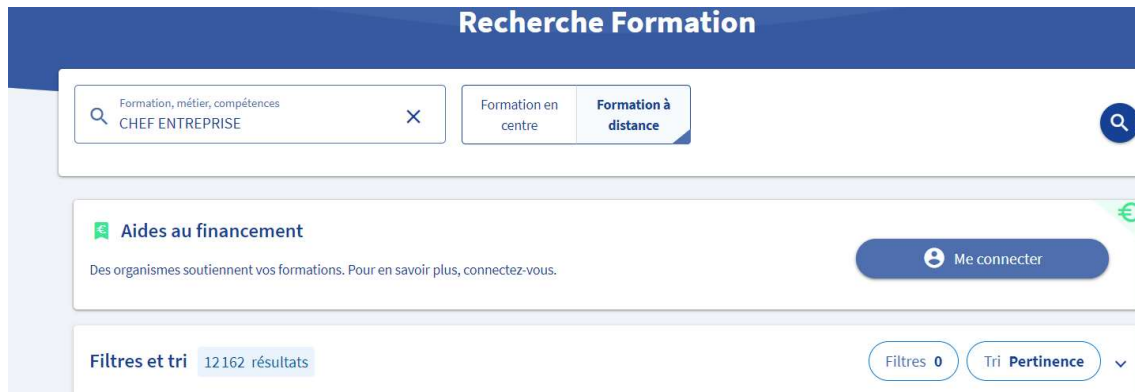 Recherche Formation
Formation, métier, compétences
CHEF ENTREPRISE
Formation en
centre
Formation à
distance
Aides au financement
Des organismes soutiennent vos formations. Pour en savoir plus, connectez-vous.
Me connecter
Filtres et tri 12 162 résultats
Filtres 0
Tri Pertinence